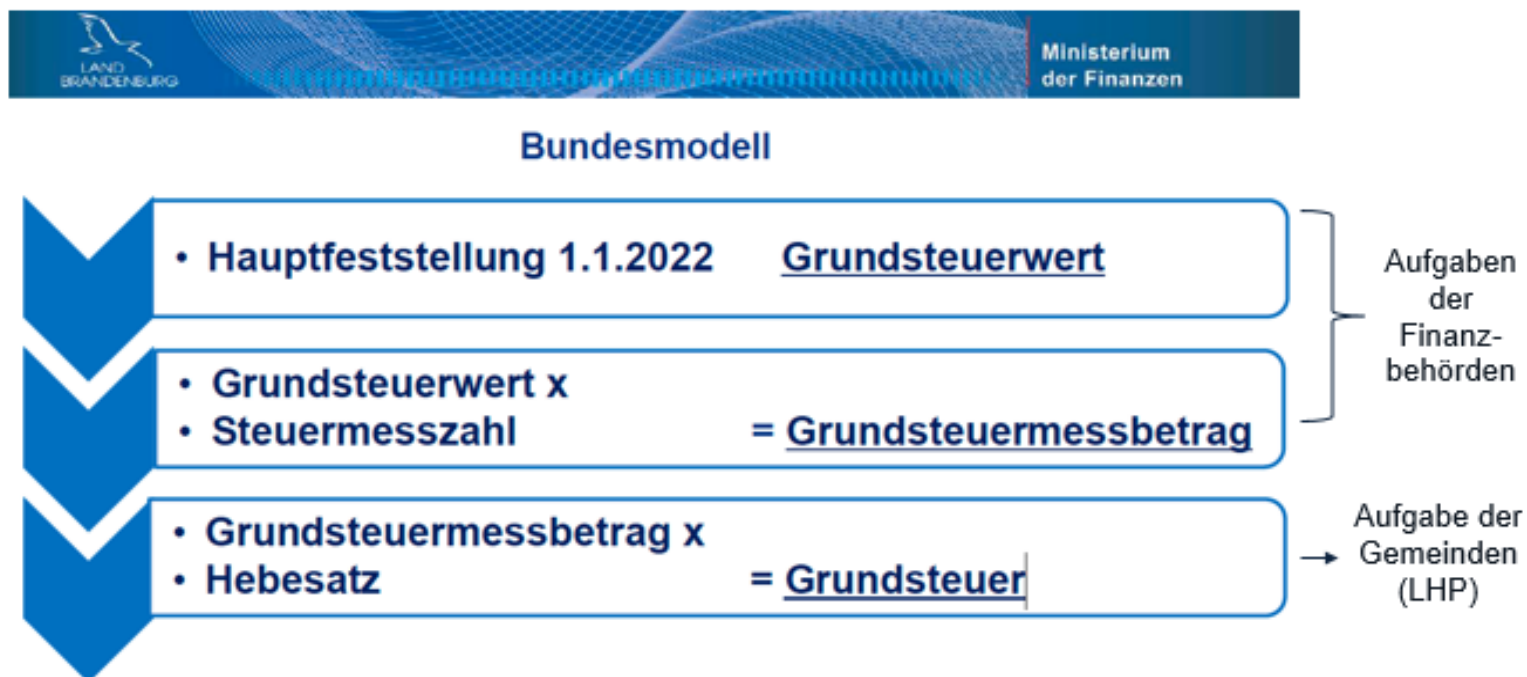 LAND
BRANDENBURG
Ministerium
der Finanzen
Bundesmodell
• Hauptfeststellung 1.1.2022 Grundsteuerwert
• Grundsteuerwert x
• Steuermesszahl = Grundsteuermessbetrag
Aufgaben
der
Finanz-
behörden
• Grundsteuermessbetrag x
• Hebesatz = Grundsteuer
Aufgabe der
Gemeinden
(LHP)